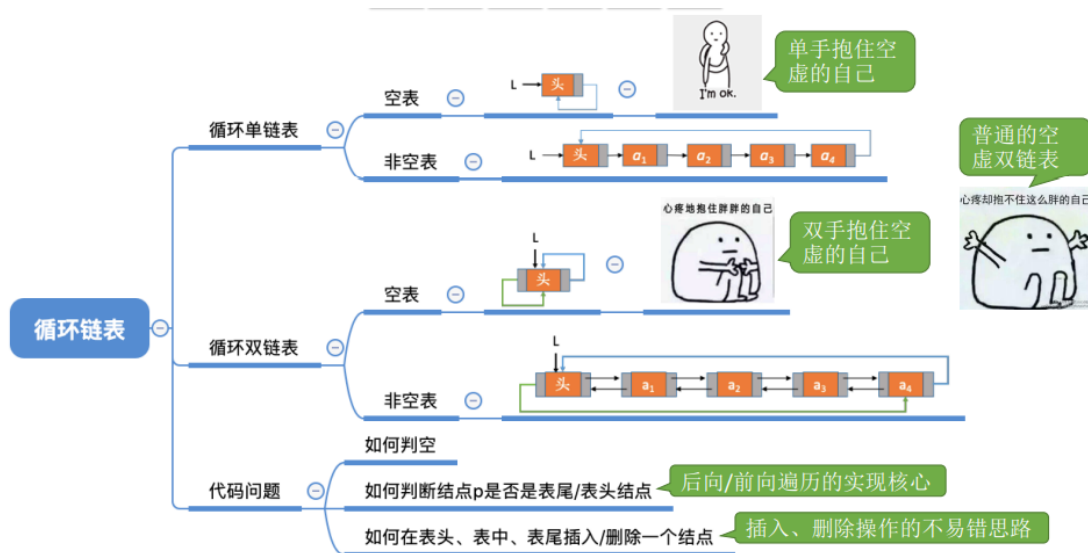 单手抱住空
虚的自己
I'm ok.
L
头
空表
循环单链表
普通的空
虚双链表
非空表
L
头
a1
a2
a3
a4
心疼地抱住胖胖的自己
心疼却抱不住这么胖的自己
双手抱住空
虚的自己
L
头
空表
循环链表
循环双链表
L
头
a1
a2
a3
a4
非空表
如何判空
代码问题
如何判断结点p是否是表尾/表头结点
后向/前向遍历的实现核心
如何在表头、表中、表尾插入/删除一个结点
插入、删除操作的不易错思路